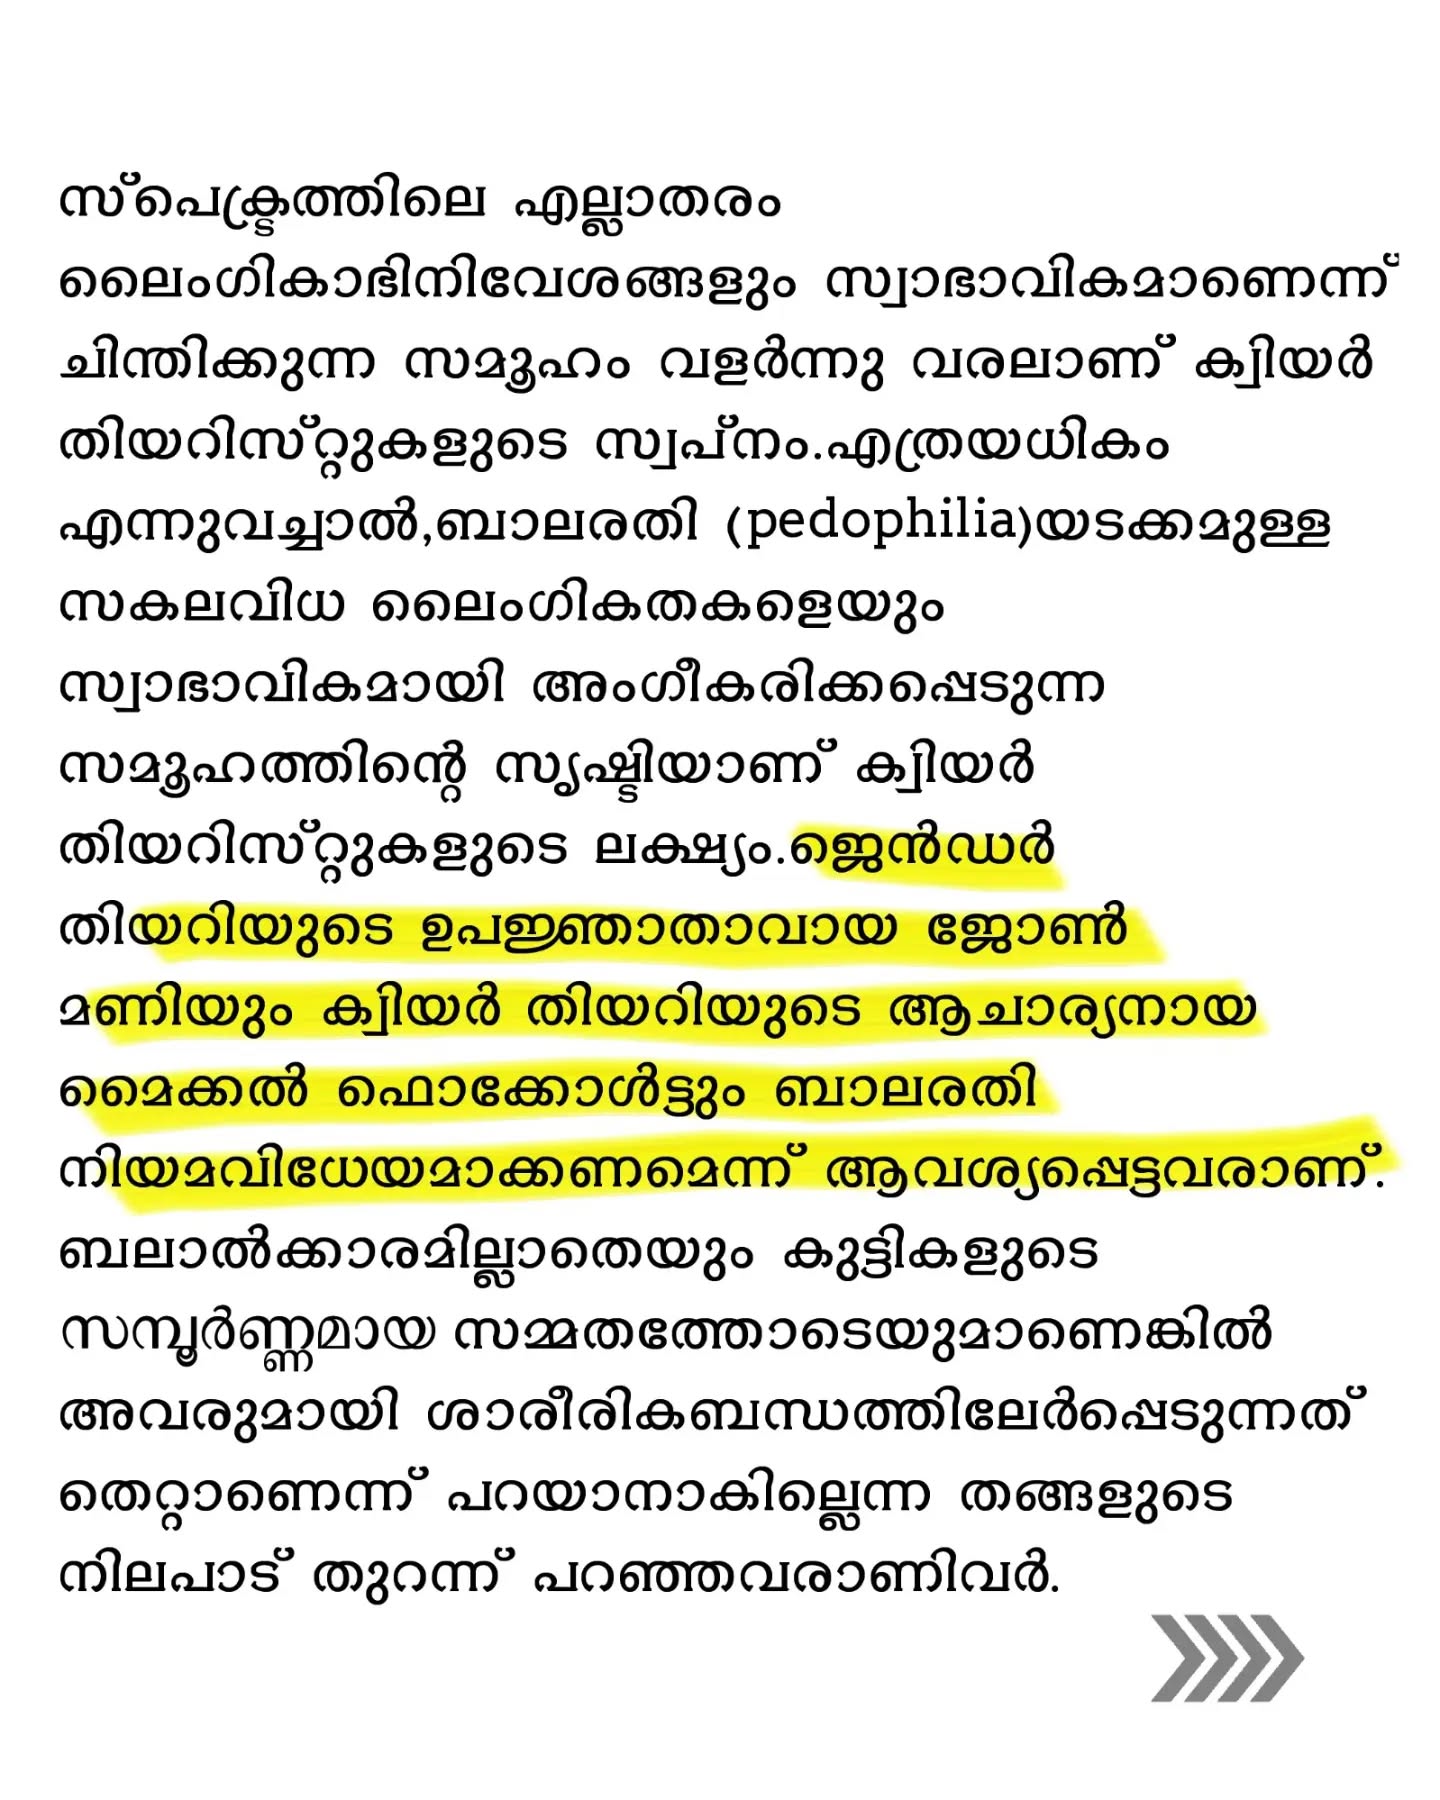 സ്പെക്ട്രത്തിലെ എല്ലാതരം
ലൈംഗികാഭിനിവേശങ്ങളും സ്വാഭാവികമാണെന്ന്
ചിന്തിക്കുന്ന സമൂഹം വളർന്നു വരലാണ് ക്വിയർ
തിയറിസ്റ്റുകളുടെ സ്വപ്നം.എത്രയധികം
എന്നുവച്ചാൽ,ബാലരതി (pedophilia)യടക്കമുള്ള
സകലവിധ ലൈംഗികതകളെയും
സ്വാഭാവികമായി അംഗീകരിക്കപ്പെടുന്ന
സമൂഹത്തിന്റെ സൃഷ്ടിയാണ് ക്വിയർ
തിയറിസ്റ്റുകളുടെ ലക്ഷ്യം.ജെൻഡർ
തിയറിയുടെ ഉപജ്ഞാതാവായ ജോൺ
മണിയും ക്വിയർ തിയറിയുടെ ആചാര്യനായ
മൈക്കൽ ഫൊക്കോൾട്ടും ബാലരതി
നിയമവിധേയമാക്കണമെന്ന് ആവശ്യപ്പെട്ടവരാണ്.
ബലാൽക്കാരമില്ലാതെയും കുട്ടികളുടെ
സമ്പൂർണ്ണമായ സമ്മതത്തോടെയുമാണെങ്കിൽ
അവരുമായി ശാരീരികബന്ധത്തിലേർപ്പെടുന്നത്
തെറ്റാണെന്ന് പറയാനാകില്ലെന്ന തങ്ങളുടെ
നിലപാട് തുറന്ന് പറഞ്ഞവരാണിവർ.